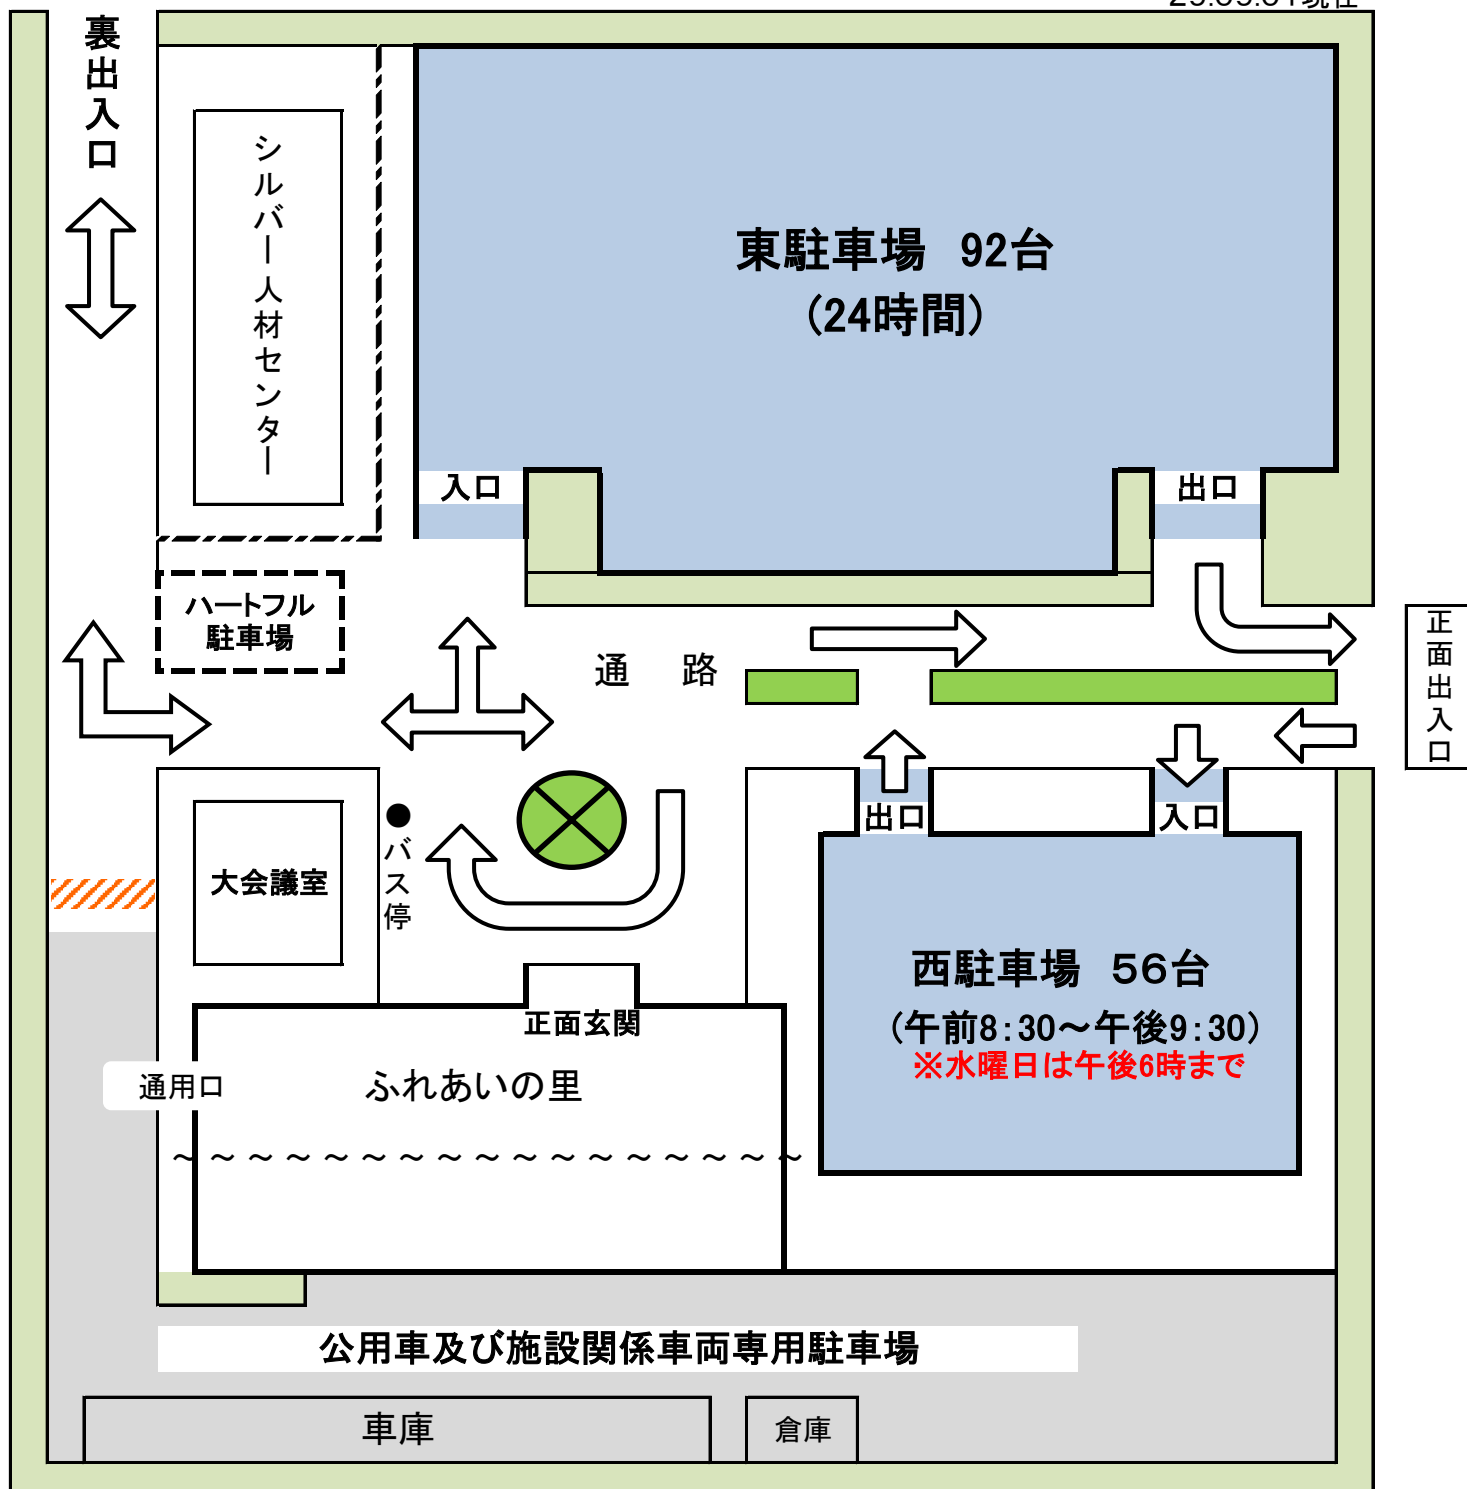 裏出入口
シルバー人材センター
東駐車場 92台
(24時間)
入口
出口
ハートフル
駐車場
通 路
正面出入口
出口
入口
バス停
大会議室
西駐車場 56台
(午前8:30～午後9:30)
※水曜日は午後6時まで
正面玄関
通用口
ふれあいの里
～～～～～～～～～～～～～～～～～
公用車及び施設関係車両専用駐車場
車庫
倉庫